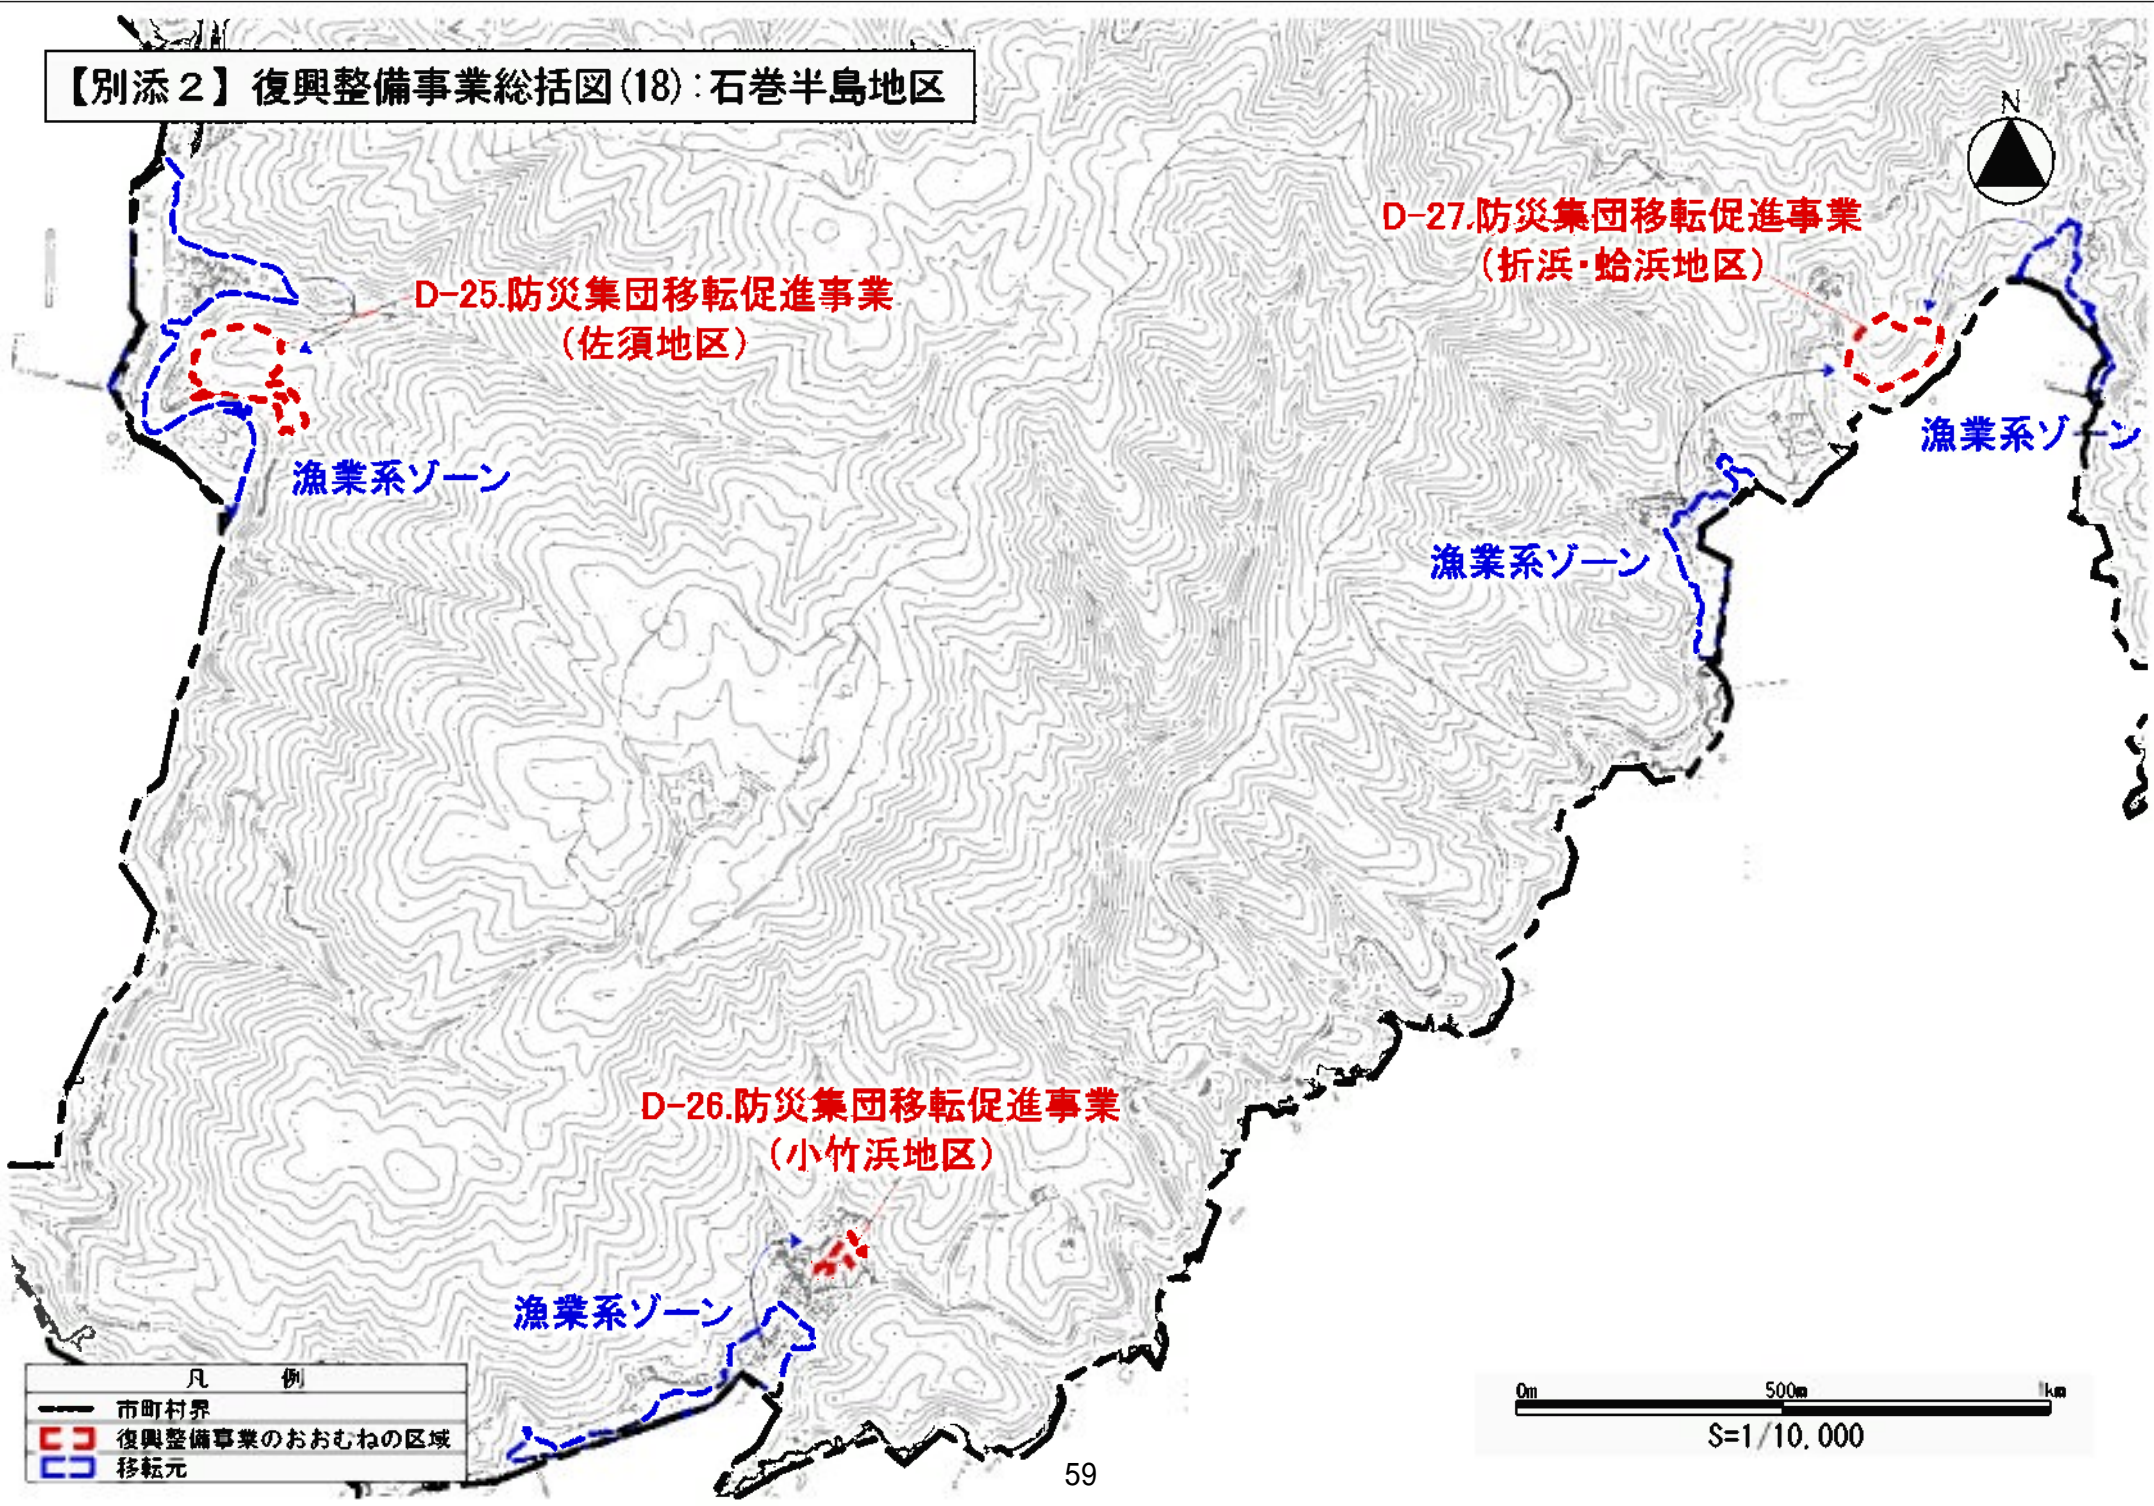 【別添２】復興整備事業総括図(18):石巻半島地区
N
D-27.防災集団移転促進事業
（折浜・蛤浜地区）
D-25.防災集団移転促進事業
（佐須地区）
漁業系ゾーン
漁業系ゾーン
漁業系ゾーン
D-26.防災集団移転促進事業
（小竹浜地区）
漁業系ゾーン
凡 例
市町村界
復興整備事業のおおむねの区域
移転元
0m 500m 1km
S=1/10,000
59